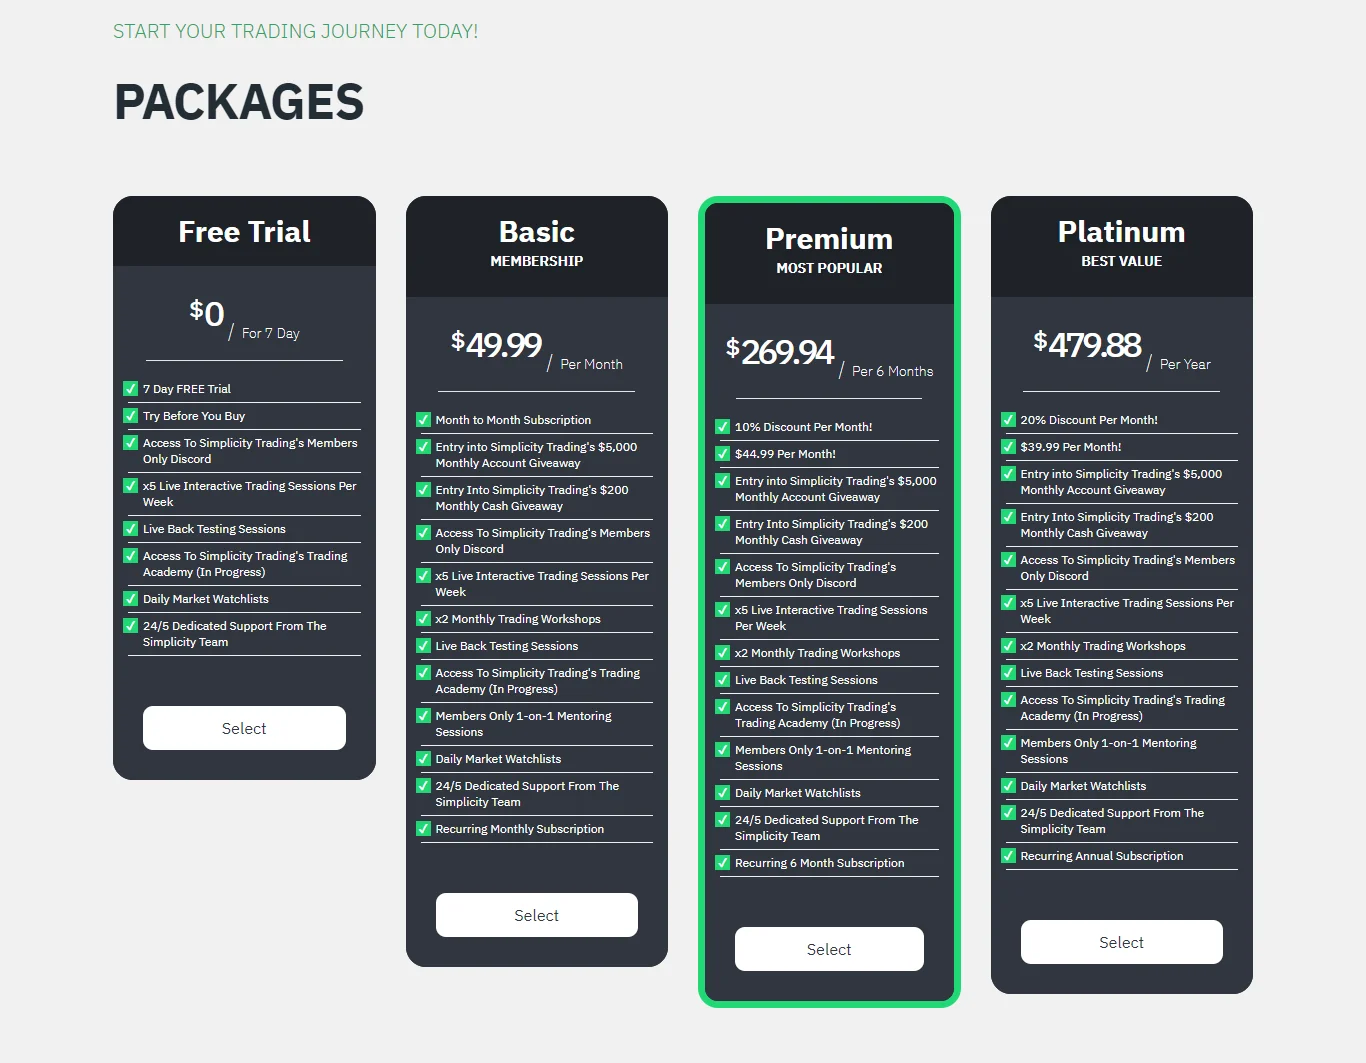 START YOUR TRADING JOURNEY TODAY!
PACKAGES
Free Trial
$0 / For 7 Day
7 Day FREE Trial
Try Before You Buy
Access To Simplicity Trading's Members
Only Discord
x5 Live Interactive Trading Sessions Per
Week
Live Back Testing Sessions
Access To Simplicity Trading's Trading
Academy (In Progress)
Daily Market Watchlists
24/5 Dedicated Support From The
Simplicity Team
Select
Basic
MEMBERSHIP
$49.99 / Per Month
Month to Month Subscription
Entry into Simplicity Trading's $5,000
Monthly Account Giveaway
Entry Into Simplicity Trading's $200
Monthly Cash Giveaway
Access To Simplicity Trading's Members
Only Discord
x5 Live Interactive Trading Sessions Per
Week
x2 Monthly Trading Workshops
Live Back Testing Sessions
Access To Simplicity Trading's Trading
Academy (In Progress)
Members Only 1-on-1 Mentoring
Sessions
Daily Market Watchlists
24/5 Dedicated Support From The
Simplicity Team
Recurring Monthly Subscription
Select
Premium
MOST POPULAR
$269.94 / Per 6 Months
10% Discount Per Month!
$44.99 Per Month!
Entry into Simplicity Trading's $5,000
Monthly Account Giveaway
Entry Into Simplicity Trading's $200
Monthly Cash Giveaway
Access To Simplicity Trading's
Members Only Discord
x5 Live Interactive Trading Sessions
Per Week
x2 Monthly Trading Workshops
Live Back Testing Sessions
Access To Simplicity Trading's
Trading Academy (In Progress)
Members Only 1-on-1 Mentoring
Sessions
Daily Market Watchlists
24/5 Dedicated Support From The
Simplicity Team
Recurring 6 Month Subscription
Select
Platinum
BEST VALUE
$479.88 / Per Year
20% Discount Per Month!
$39.99 Per Month!
Entry into Simplicity Trading's $5,000
Monthly Account Giveaway
Entry Into Simplicity Trading's $200
Monthly Cash Giveaway
Access To Simplicity Trading's Members
Only Discord
x5 Live Interactive Trading Sessions Per
Week
x2 Monthly Trading Workshops
Live Back Testing Sessions
Access To Simplicity Trading's Trading
Academy (In Progress)
Members Only 1-on-1 Mentoring
Sessions
Daily Market Watchlists
24/5 Dedicated Support From The
Simplicity Team
Recurring Annual Subscription
Select